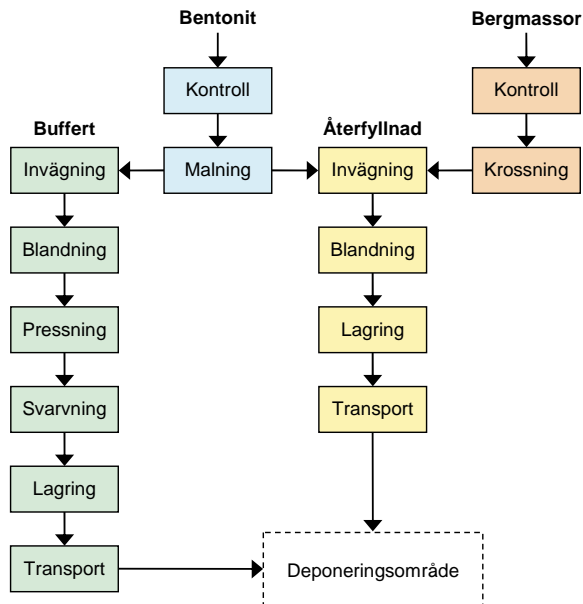 Bentonit
Bergmassor
Kontroll
Kontroll
Buffert
Återfyllnad
Invägning
Malning
Invägning
Krossning
Blandning
Blandning
Pressning
Lagring
Svarvning
Transport
Lagring
Transport
Deponeringsområde